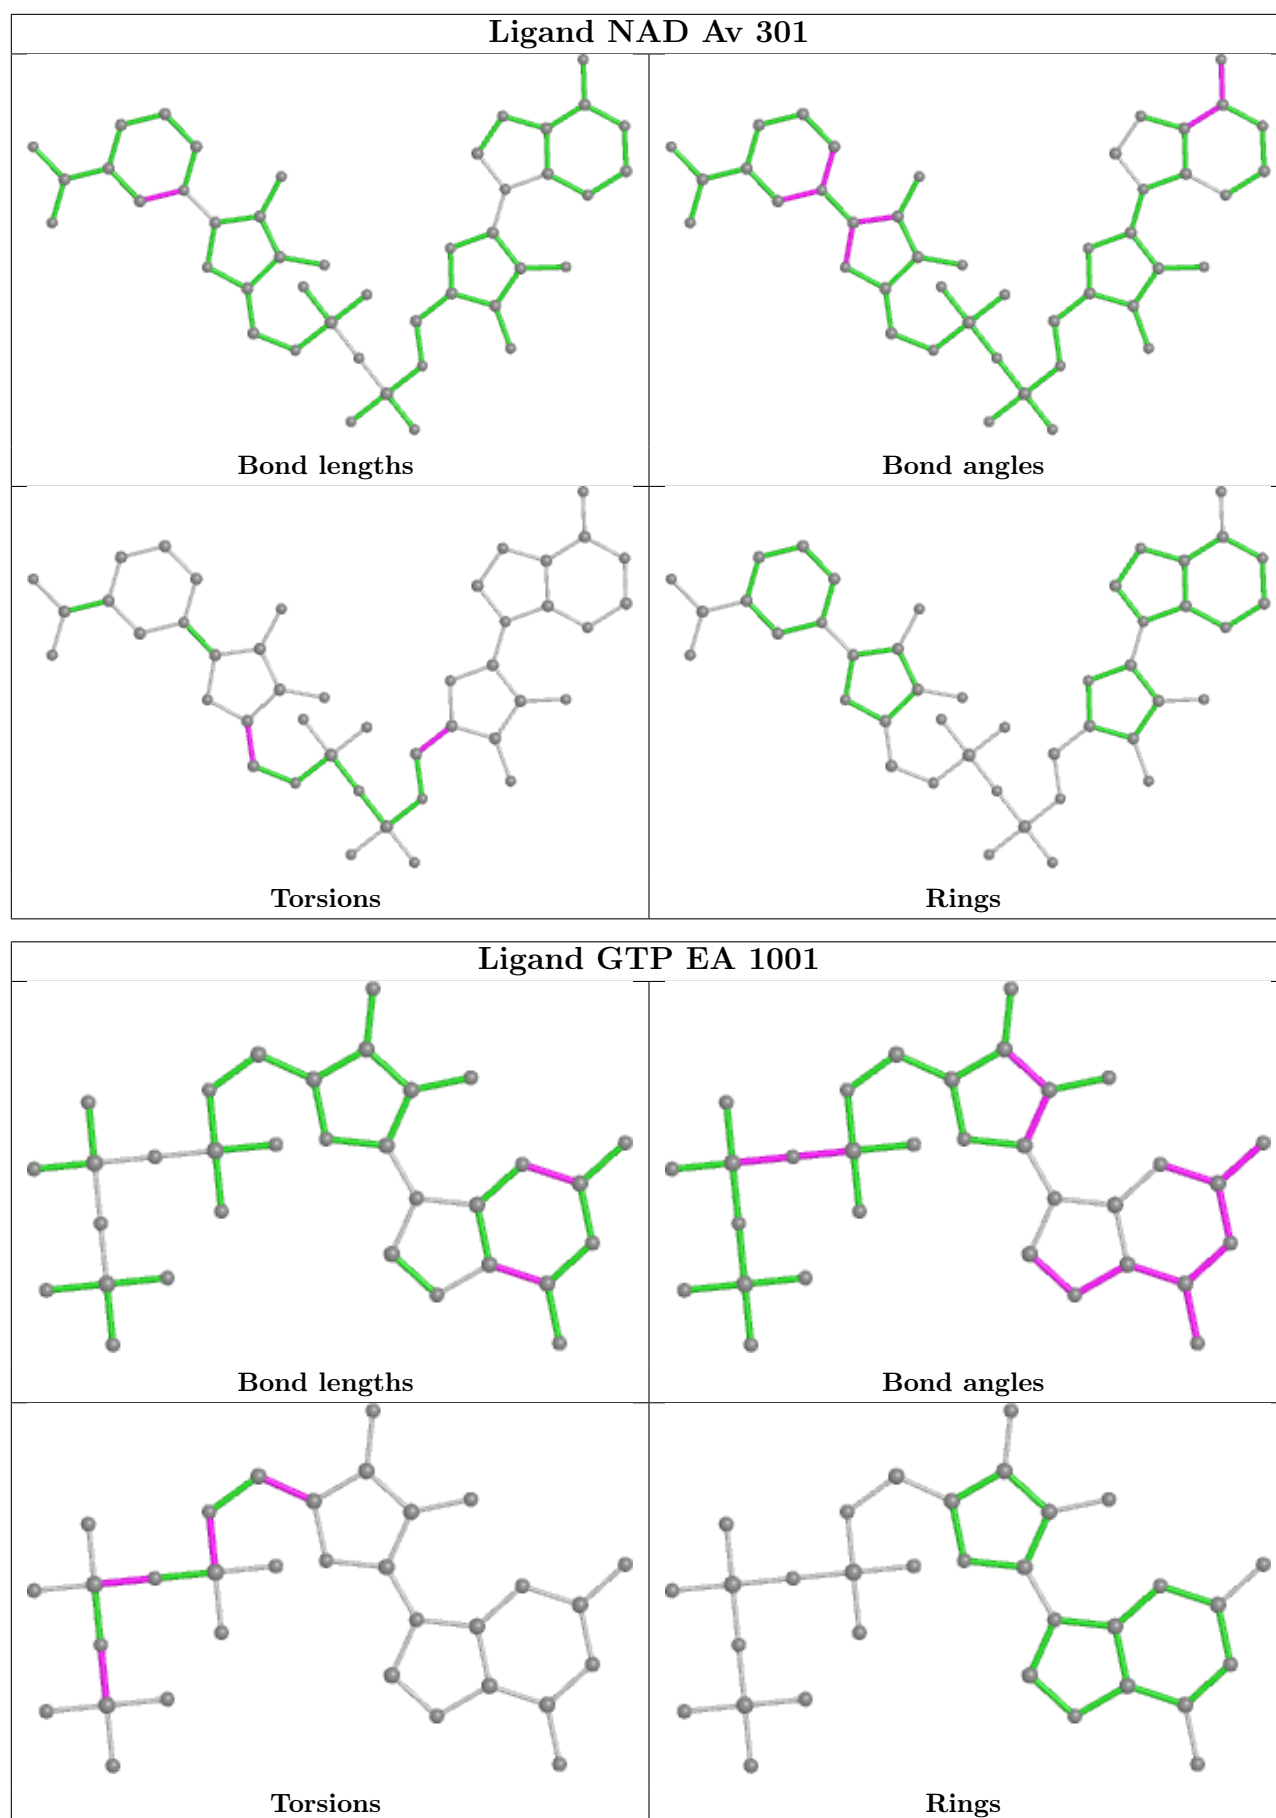 Ligand NAD Av 301
Bond lengths
Bond angles
Torsions
Rings
Ligand GTP EA 1001
Bond lengths
Bond angles
Torsions
Rings